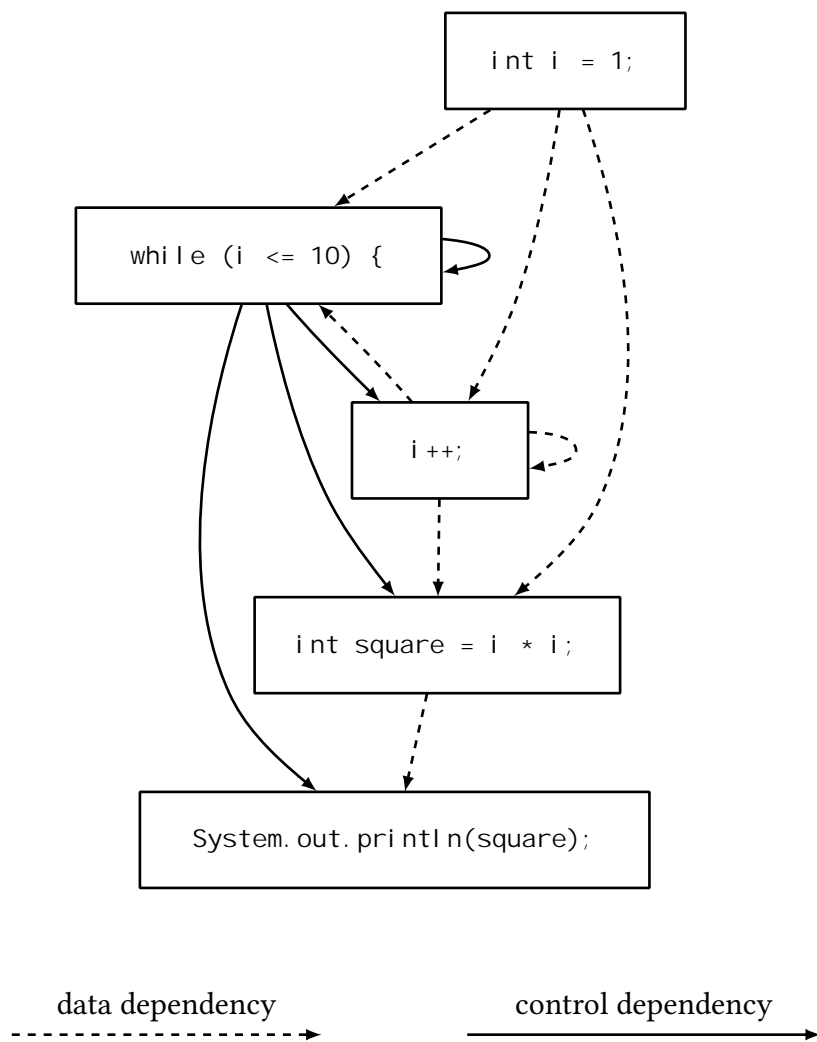 int i = 1;
while (i <= 10) {
i++;
int square = i * i;
System.out.println(square);
data dependency
control dependency